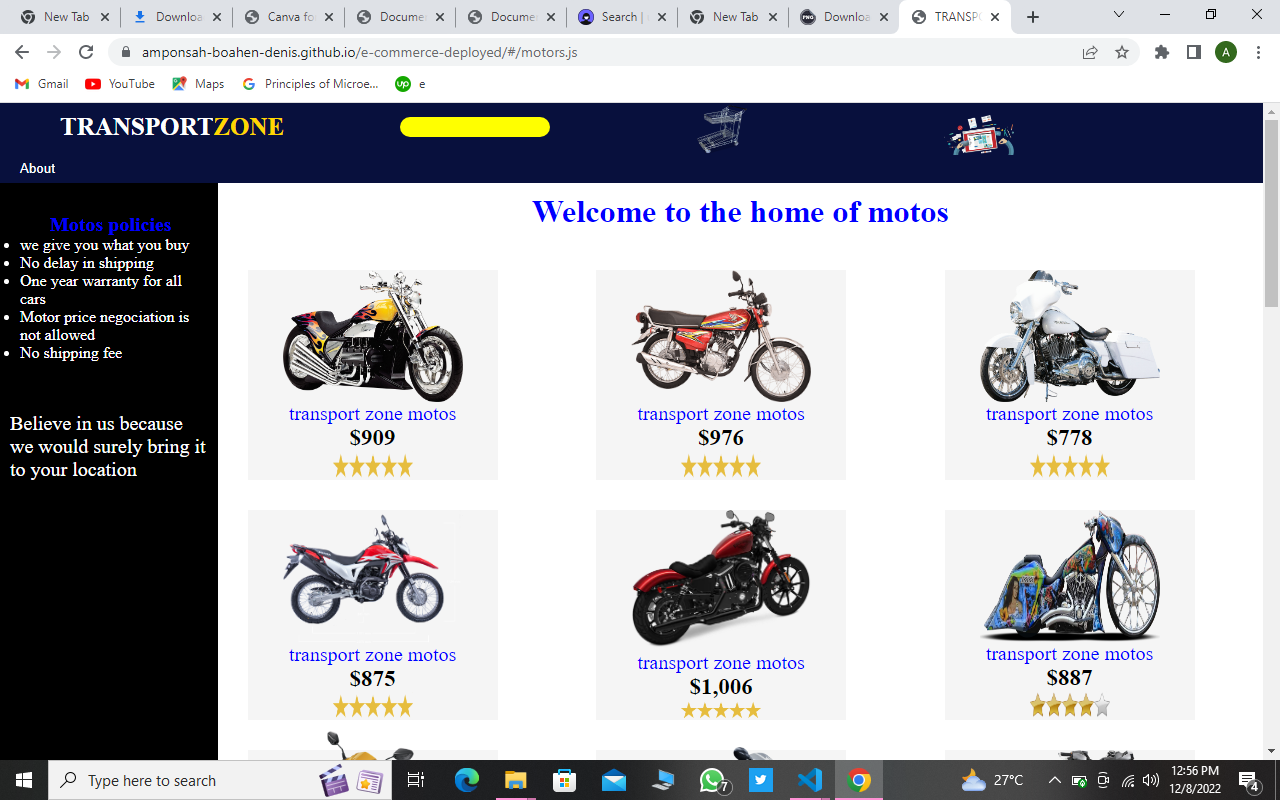 New Tab
Downloa
Canva fo
Docume
Docume
Search |
New Tab
PNG
Downloa
TRANSPO
amponsah-boahen-denis.github.io/e-commerce-deployed/#/motors.js
A
Gmail
YouTube
Maps
G
Principles of Microe...
up
e
TRANSPORTZONE
About
Motos policies
we give you what you buy
No delay in shipping
One year warranty for all
cars
Motor price negociation is
not allowed
No shipping fee
Believe in us because
we would surely bring it
to your location
Welcome to the home of motos
transport zone motos
$909
transport zone motos
$976
transport zone motos
$778
transport zone motos
$875
transport zone motos
$1,006
transport zone motos
$887
Type here to search
7
27°C
12:56 PM
12/8/2022
4